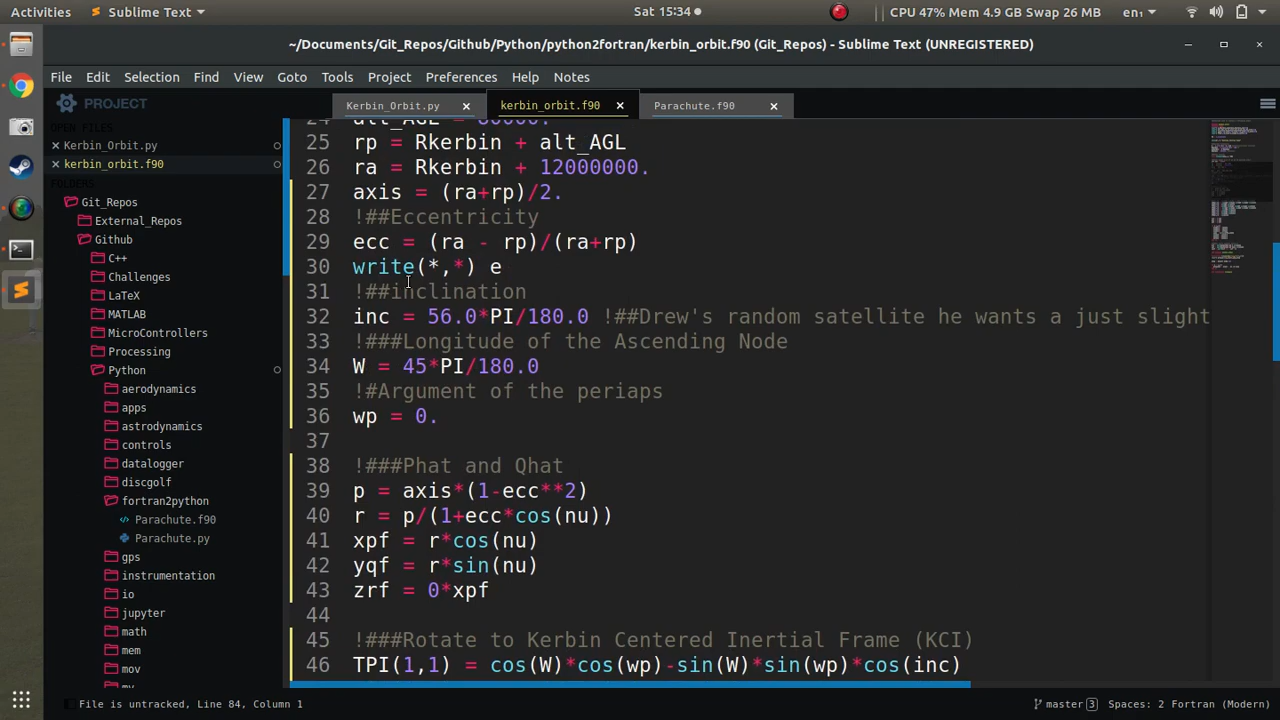 Activities
Sublime Text
Sat 15:34
CPU 47% Mem 4.9 GB Swap 26 MB
en₁
~/Documents/Git_Repos/Github/Python/python2fortran/kerbin_orbit.f90 (Git_Repos) - Sublime Text (UNREGISTERED)
File Edit Selection Find View Goto Tools Project Preferences Help Notes
PROJECT
Kerbin_Orbit.py
kerbin_orbit.f90
Parachute.f90
OPEN FILES
Kerbin_Orbit.py
kerbin_orbit.f90
FOLDERS
Git_Repos
External_Repos
Github
C++
Challenges
LaTeX
MATLAB
MicroControllers
Processing
Python
aerodynamics
apps
astrodynamics
controls
datalogger
discgolf
fortran2python
Parachute.f90
Parachute.py
gps
instrumentation
io
jupyter
math
mem
mov
24 alt_AGL = 80000.
25 rp = Rkerbin + alt_AGL
26 ra = Rkerbin + 12000000.
27 axis = (ra+rp)/2.
28 !##Eccentricity
29 ecc = (ra - rp)/(ra+rp)
30 write(*,*) e
31 !##inclination
32 inc = 56.0*PI/180.0 !##Drew's random satellite he wants a just slight
33 !###Longitude of the Ascending Node
34 W = 45*PI/180.0
35 !#Argument of the periaps
36 wp = 0.
37
38 !###Phat and Qhat
39 p = axis*(1-ecc**2)
40 r = p/(1+ecc*cos(nu))
41 xpf = r*cos(nu)
42 yqf = r*sin(nu)
43 zrf = 0*xpf
44
45 !###Rotate to Kerbin Centered Inertial Frame (KCI)
46 TPI(1,1) = cos(W)*cos(wp)-sin(W)*sin(wp)*cos(inc)
File is untracked, Line 84, Column 1
master 3
Spaces: 2
Fortran (Modern)